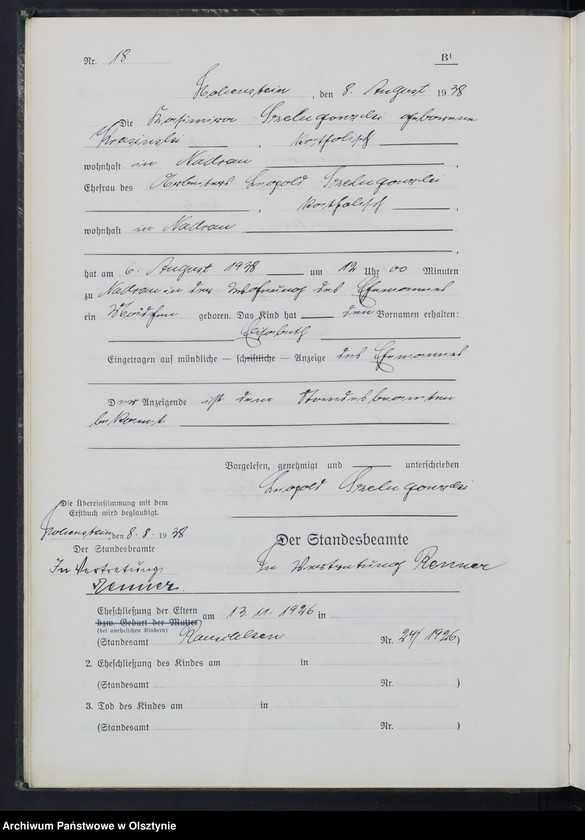 Nr. 18 B¹
Hohenstein, den 8. August 1938
Die Kasimira geborene
Krasinski, katholisch
wohnhaft in Nadrau,
Ehefrau des Arbeiters Leopold
, katholisch,
wohnhaft in Nadrau
hat am 6. August 1938 um 12 Uhr 00 Minuten
zu Nadrau in der Wohnung des Ehemannes
ein Mädchen geboren. Das Kind hat den Vornamen erhalten:
Elisabeth
Eingetragen auf mündliche — schriftliche — Anzeige des Ehemannes
Der Anzeigende ist dem Standesbeamten
bekannt
Vorgelesen, genehmigt und unterschrieben
Leopold
Die Übereinstimmung mit dem
Erstbuch wird beglaubigt.
Hohenstein, den 8. 8. 1938
Der Standesbeamte
In Vertretung
Renner.
Der Standesbeamte
In Vertretung Renner
Eheschließung der Eltern
bzw. Geburt der Mutter am 13. 11. 1926 in
(bei unehelichen Kindern)
(Standesamt Nr. 24/1926)
2. Eheschließung des Kindes am in
(Standesamt Nr. )
3. Tod des Kindes am in
(Standesamt Nr. )
Archiwum Państwowe w Olsztynie